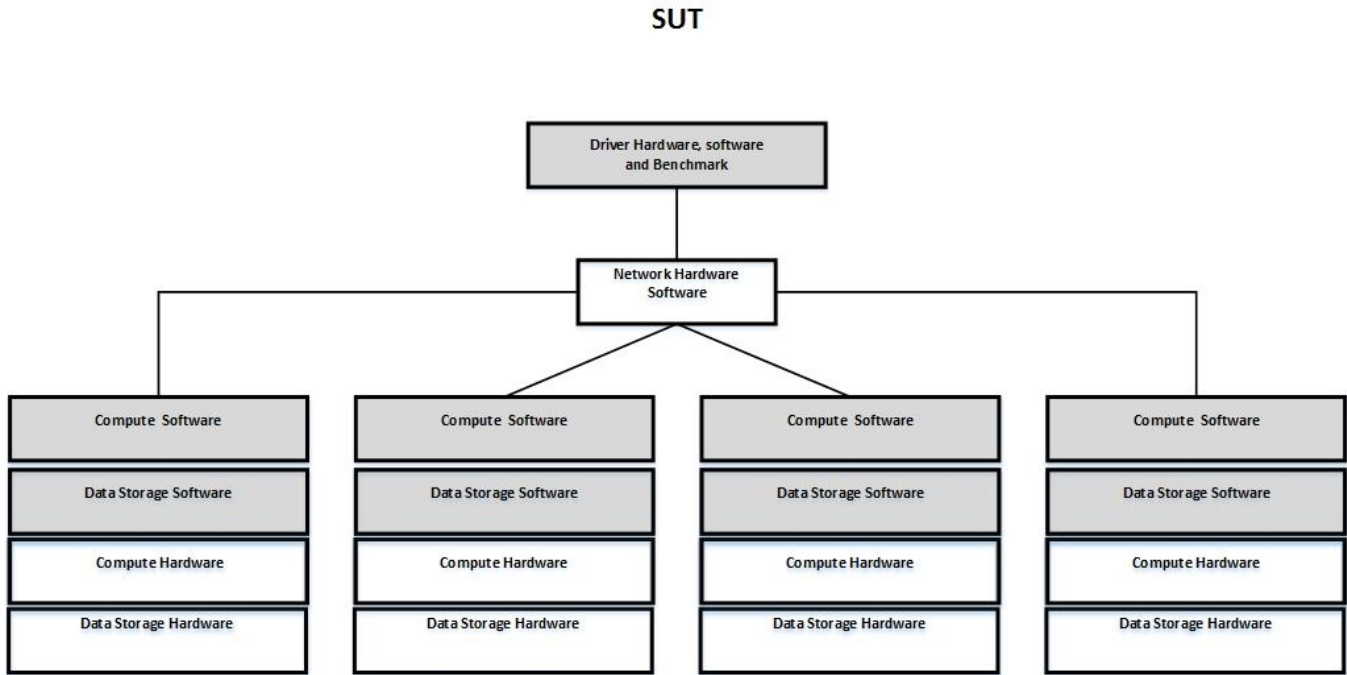 SUT
Driver Hardware, software
and Benchmark
Network Hardware
Software
Compute Software
Compute Software
Compute Software
Compute Software
Data Storage Software
Data Storage Software
Data Storage Software
Data Storage Software
Compute Hardware
Compute Hardware
Compute Hardware
Compute Hardware
Data Storage Hardware
Data Storage Hardware
Data Storage Hardware
Data Storage Hardware